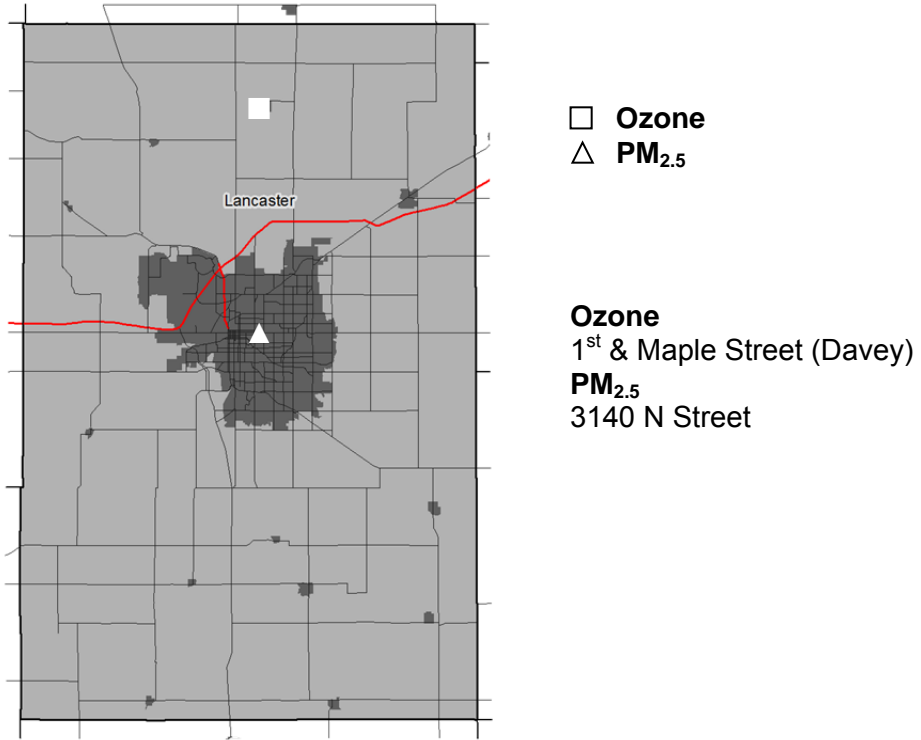 Lancaster
Ozone
PM2.5
Ozone
1st & Maple Street (Davey)
PM2.5
3140 N Street